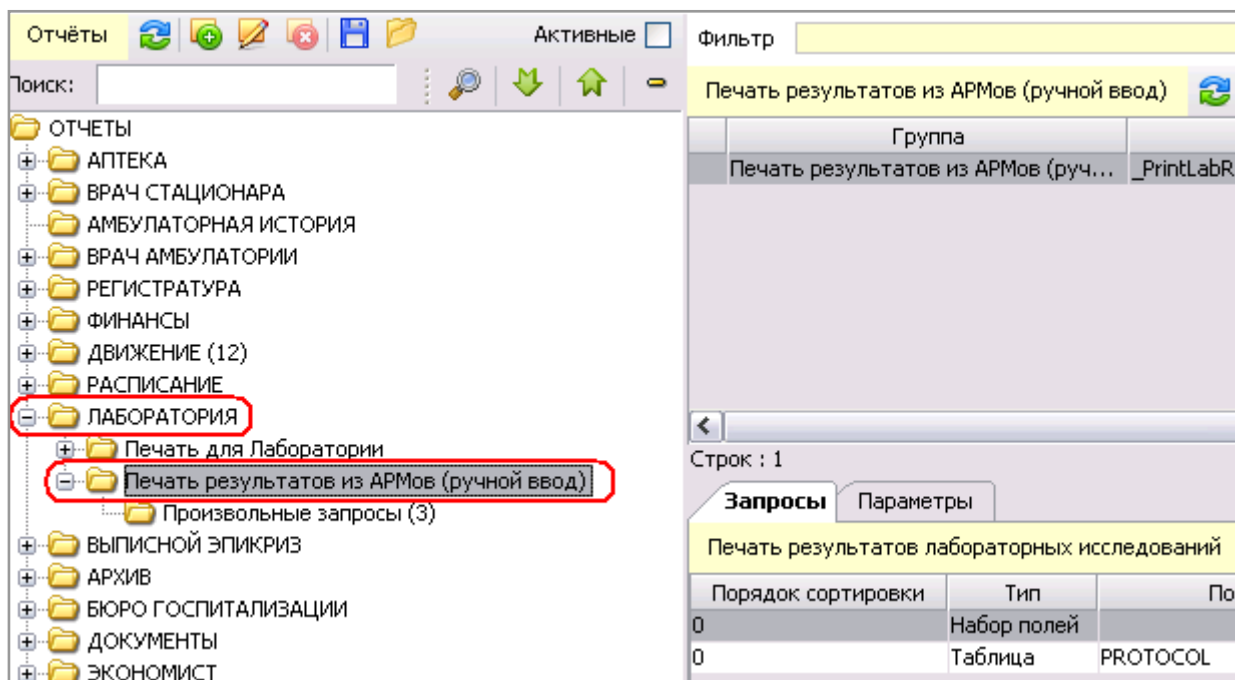 Отчёты
Активные
Поиск:
ОТЧЕТЫ
АПТЕКА
ВРАЧ СТАЦИОНАРА
АМБУЛАТОРНАЯ ИСТОРИЯ
ВРАЧ АМБУЛАТОРИИ
РЕГИСТРАТУРА
ФИНАНСЫ
ДВИЖЕНИЕ (12)
РАСПИСАНИЕ
ЛАБОРАТОРИЯ
Печать для Лаборатории
Печать результатов из АРМов (ручной ввод)
Произвольные запросы (3)
ВЫПИСНОЙ ЭПИКРИЗ
АРХИВ
БЮРО ГОСПИТАЛИЗАЦИИ
ДОКУМЕНТЫ
ЭКОНОМИСТ
Фильтр
Печать результатов из АРМов (ручной ввод)
Группа
Печать результатов из АРМов (руч... _PrintLabR
Строк : 1
Запросы Параметры
Печать результатов лабораторных исследований
Порядок сортировки Тип По
0 Набор полей
0 Таблица PROTOCOL